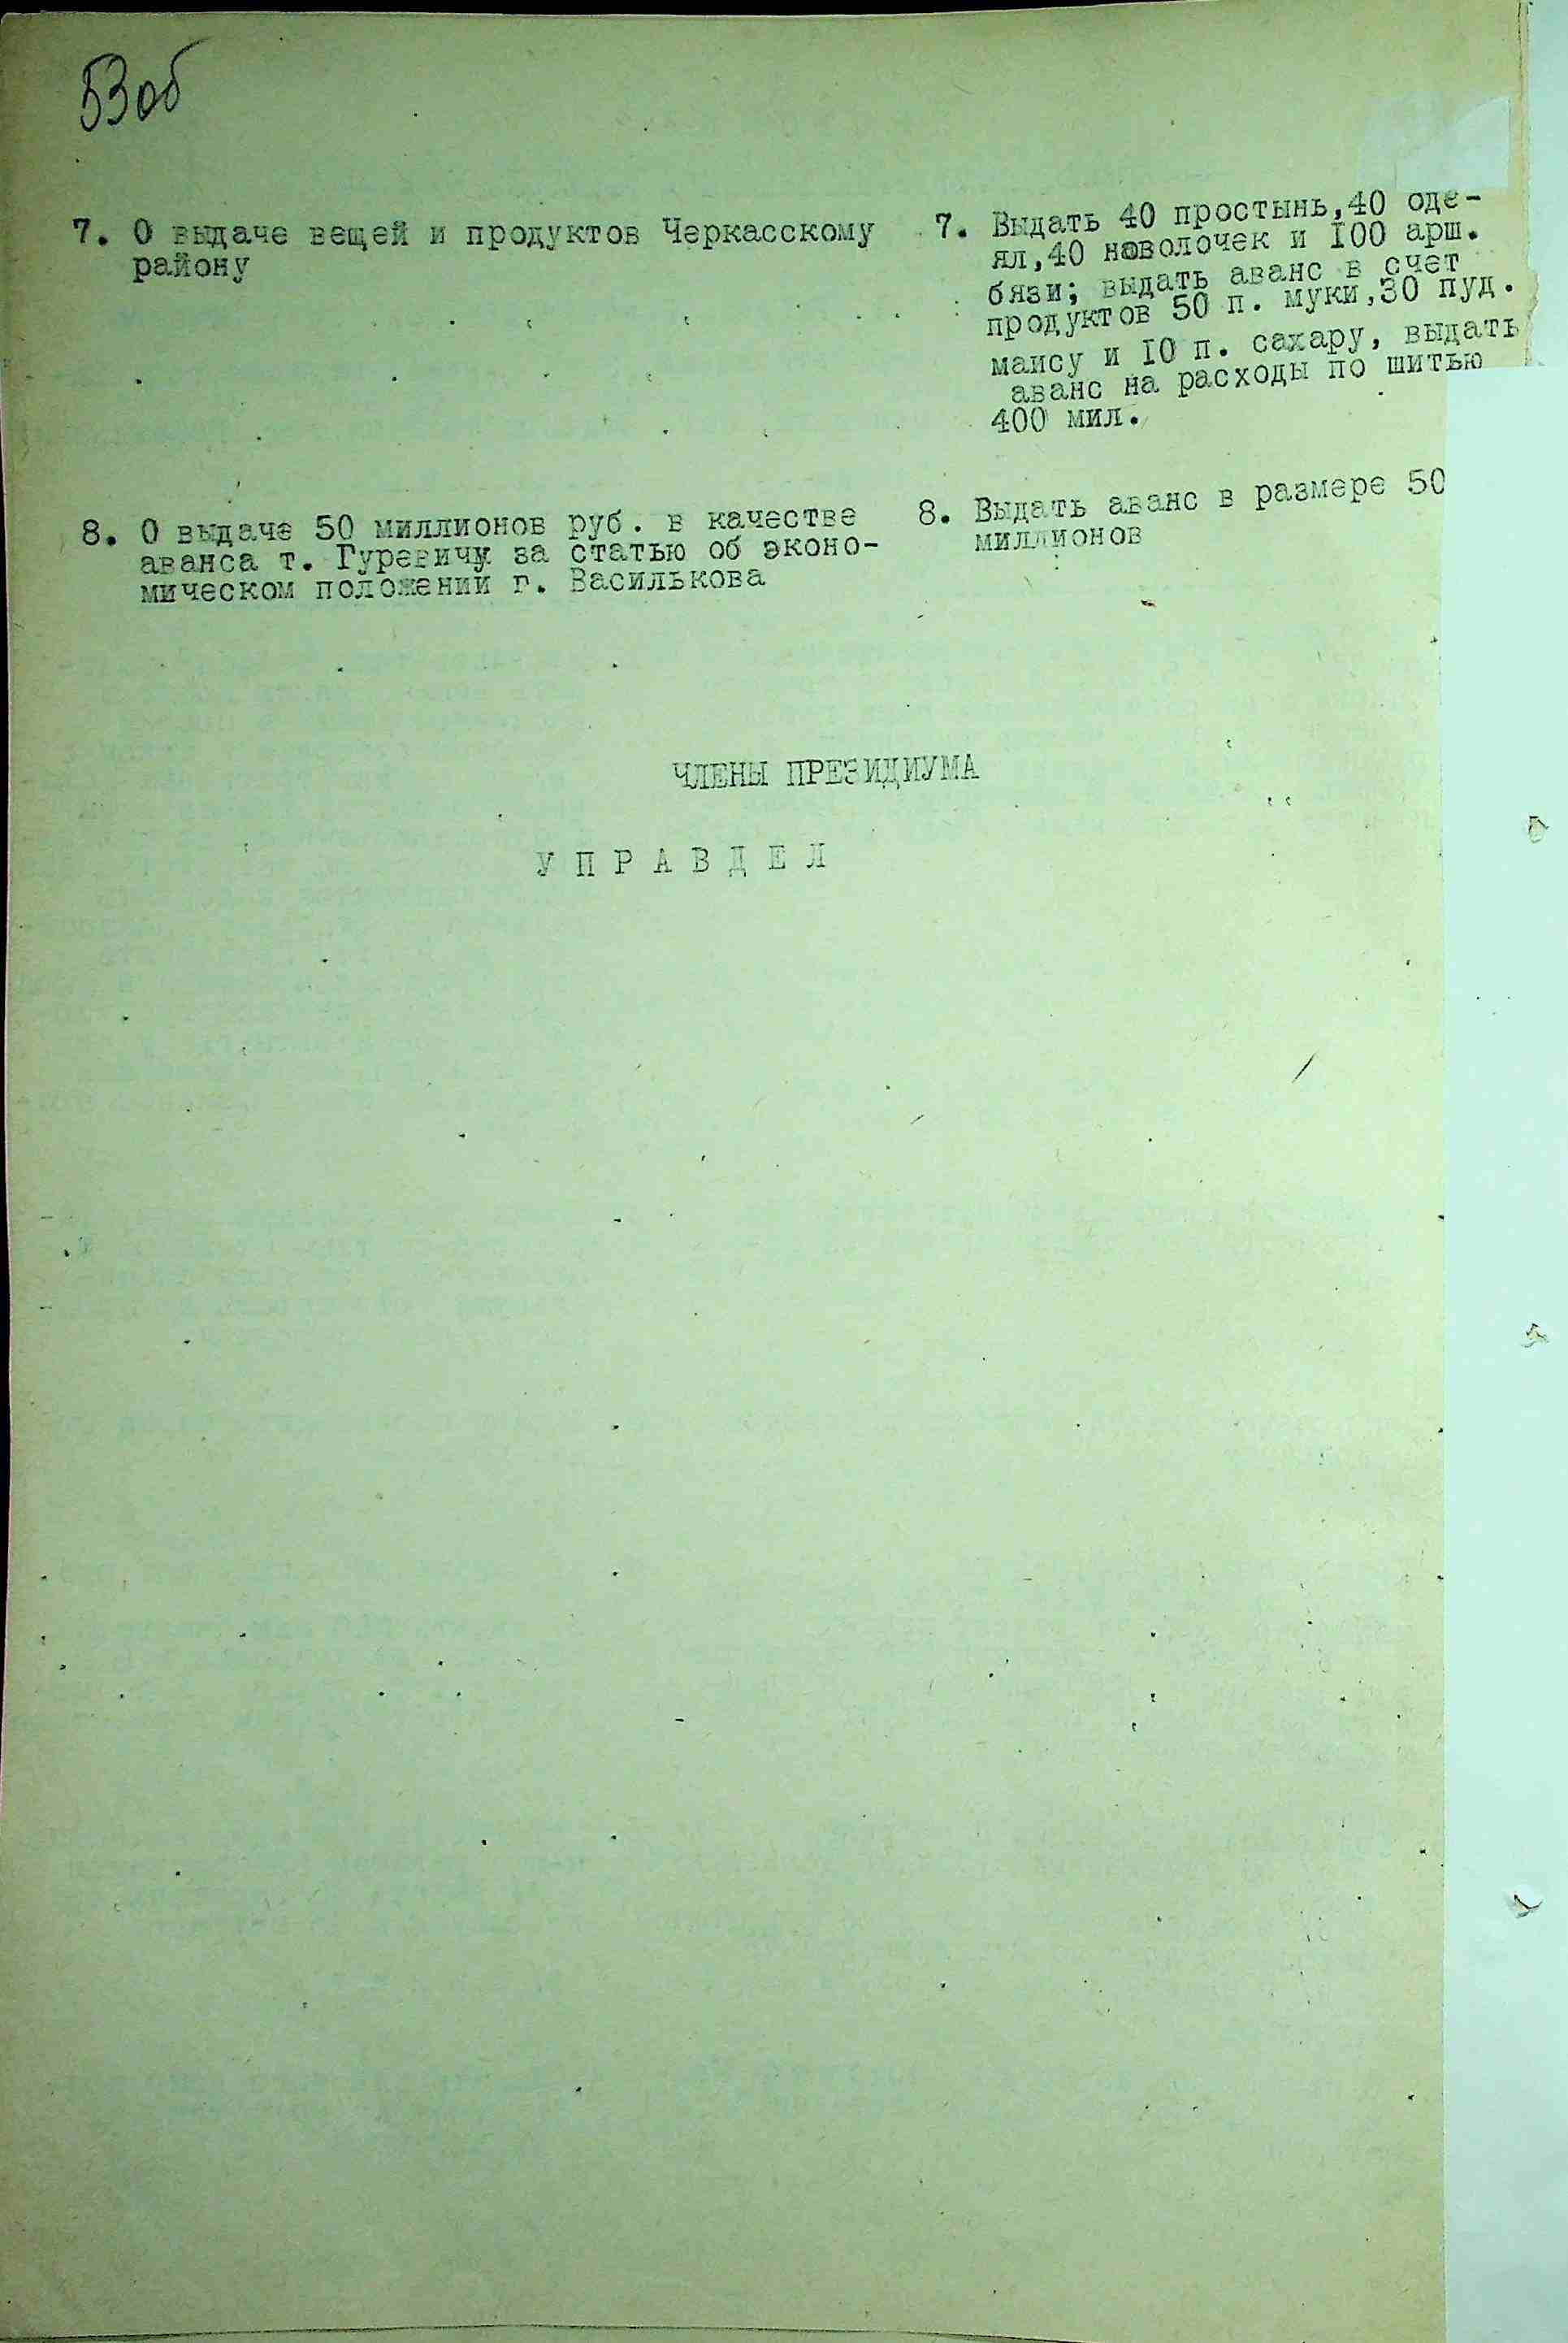 53об
7. О выдаче вещей и продуктов Черкасскому
району
7. Выдать 40 простынь,40 оде-
ял,40 наволочек и I00 арш.
бязи; выдать аванс в счет
продуктов 50 п. муки,30 пуд.
маису и I0 п. сахару, выдать
аванс на расходы по шитью
400 мил.
8. О выдаче 50 миллионов руб. в качестве
аванса т. Гуревичу за статью об эконо-
мическом положении г. Василькова
8. Выдать аванс в размере 50
миллионов
ЧЛЕНЫ ПРЕЗИДИУМА
У П Р А В Д Е Л